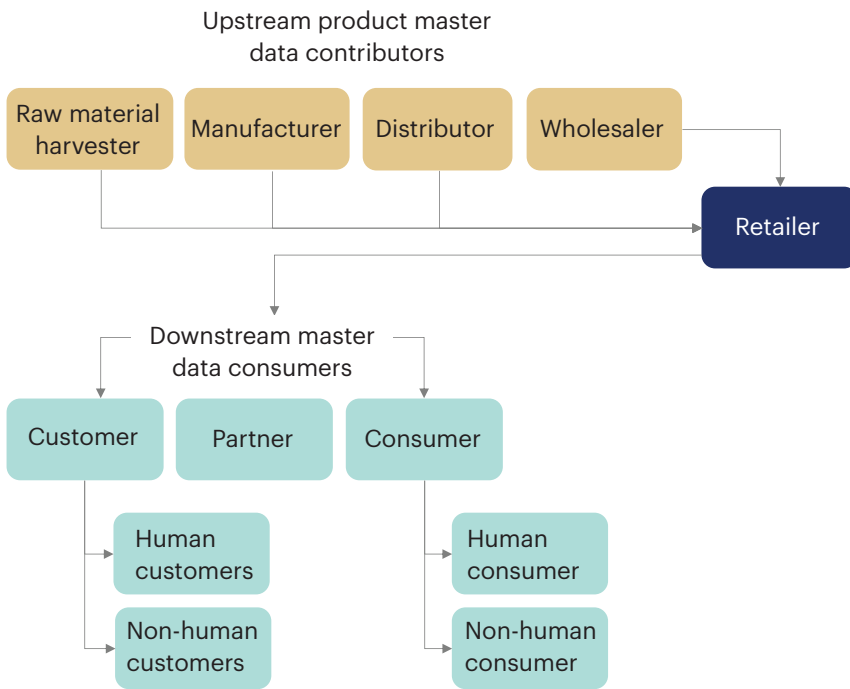 Upstream product master
data contributors
Raw material
harvester
Manufacturer
Distributor
Wholesaler
Retailer
Downstream master
data consumers
Customer
Partner
Consumer
Human
customers
Human
consumer
Non-human
customers
Non-human
consumer